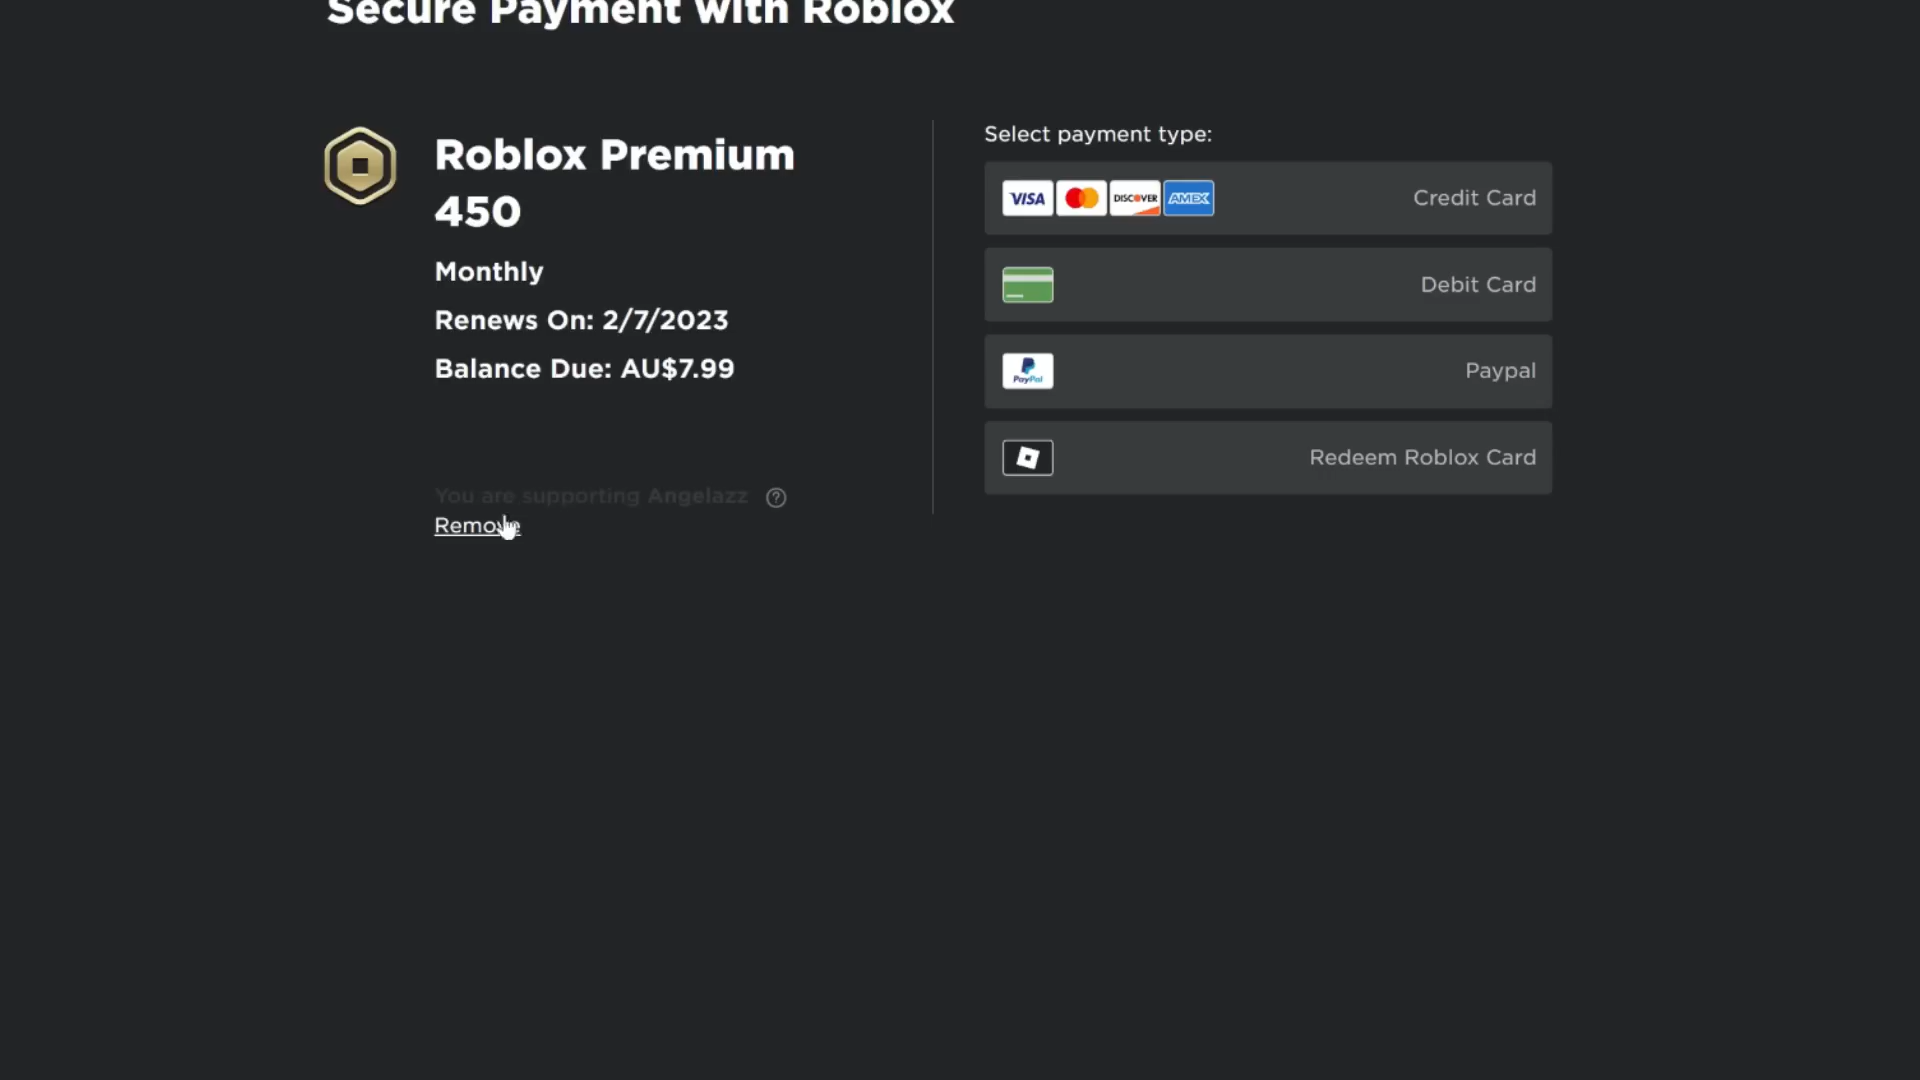 Secure Payment with Roblox
Roblox Premium
450
Monthly
Renews On: 2/7/2023
Balance Due: AU$7.99
You are supporting Angelazz ?
Remove
Select payment type:
VISA DISCOVER AMEX Credit Card
Debit Card
PayPal Paypal
Redeem Roblox Card